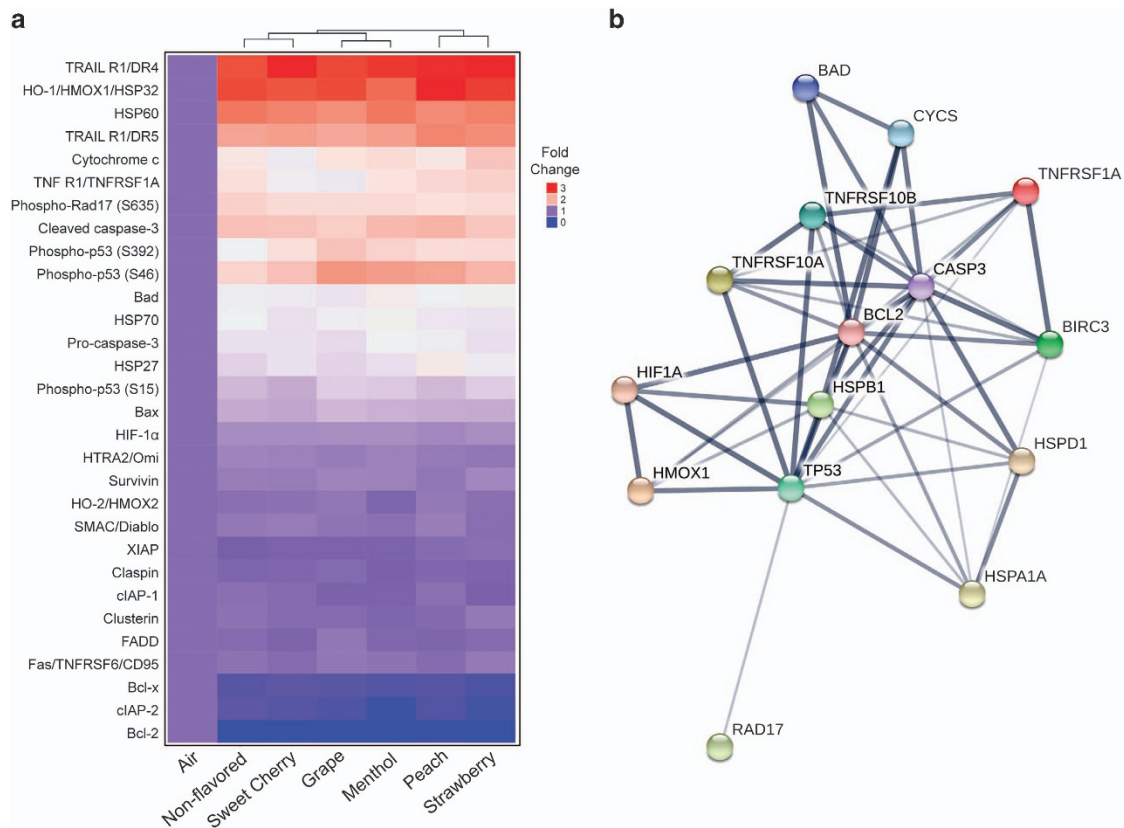 a
TRAIL R1/DR4
HO-1/HMOX1/HSP32
HSP60
TRAIL R1/DR5
Cytochrome c
TNF R1/TNFRSF1A
Phospho-Rad17 (S635)
Cleaved caspase-3
Phospho-p53 (S392)
Phospho-p53 (S46)
Bad
HSP70
Pro-caspase-3
HSP27
Phospho-p53 (S15)
Bax
HIF-1α
HTRA2/Omi
Survivin
HO-2/HMOX2
SMAC/Diablo
XIAP
Claspin
cIAP-1
Clusterin
FADD
Fas/TNFRSF6/CD95
Bcl-x
cIAP-2
Bcl-2
Air
Non-flavored
Sweet Cherry
Grape
Menthol
Peach
Strawberry
Fold
Change
3
2
1
0
b
BAD
CYCS
TNFRSF1A
TNFRSF10B
TNFRSF10A
CASP3
BCL2
BIRC3
HIF1A
HSPB1
HSPD1
HMOX1
TP53
HSPA1A
RAD17